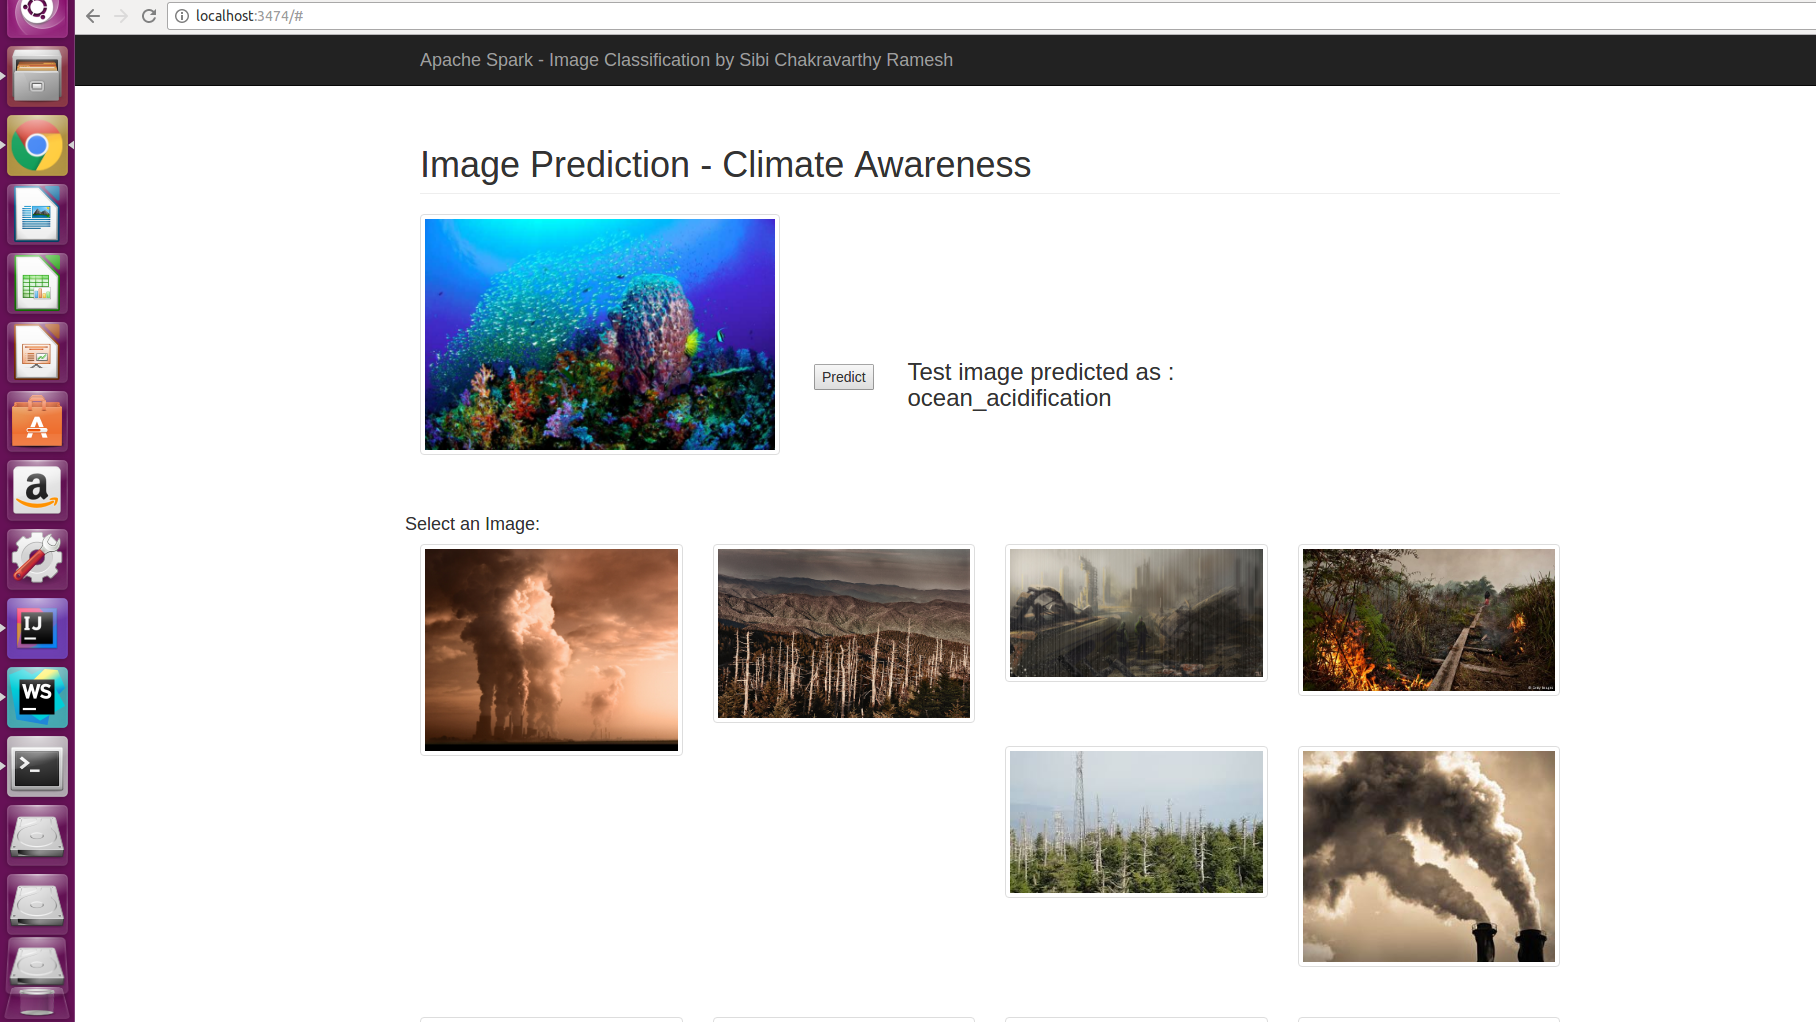 localhost:3474/#
Apache Spark - Image Classification by Sibi Chakravarthy Ramesh
Image Prediction - Climate Awareness
Predict
Test image predicted as :
ocean_acidification
Select an Image:
a
IJ
WS
>_